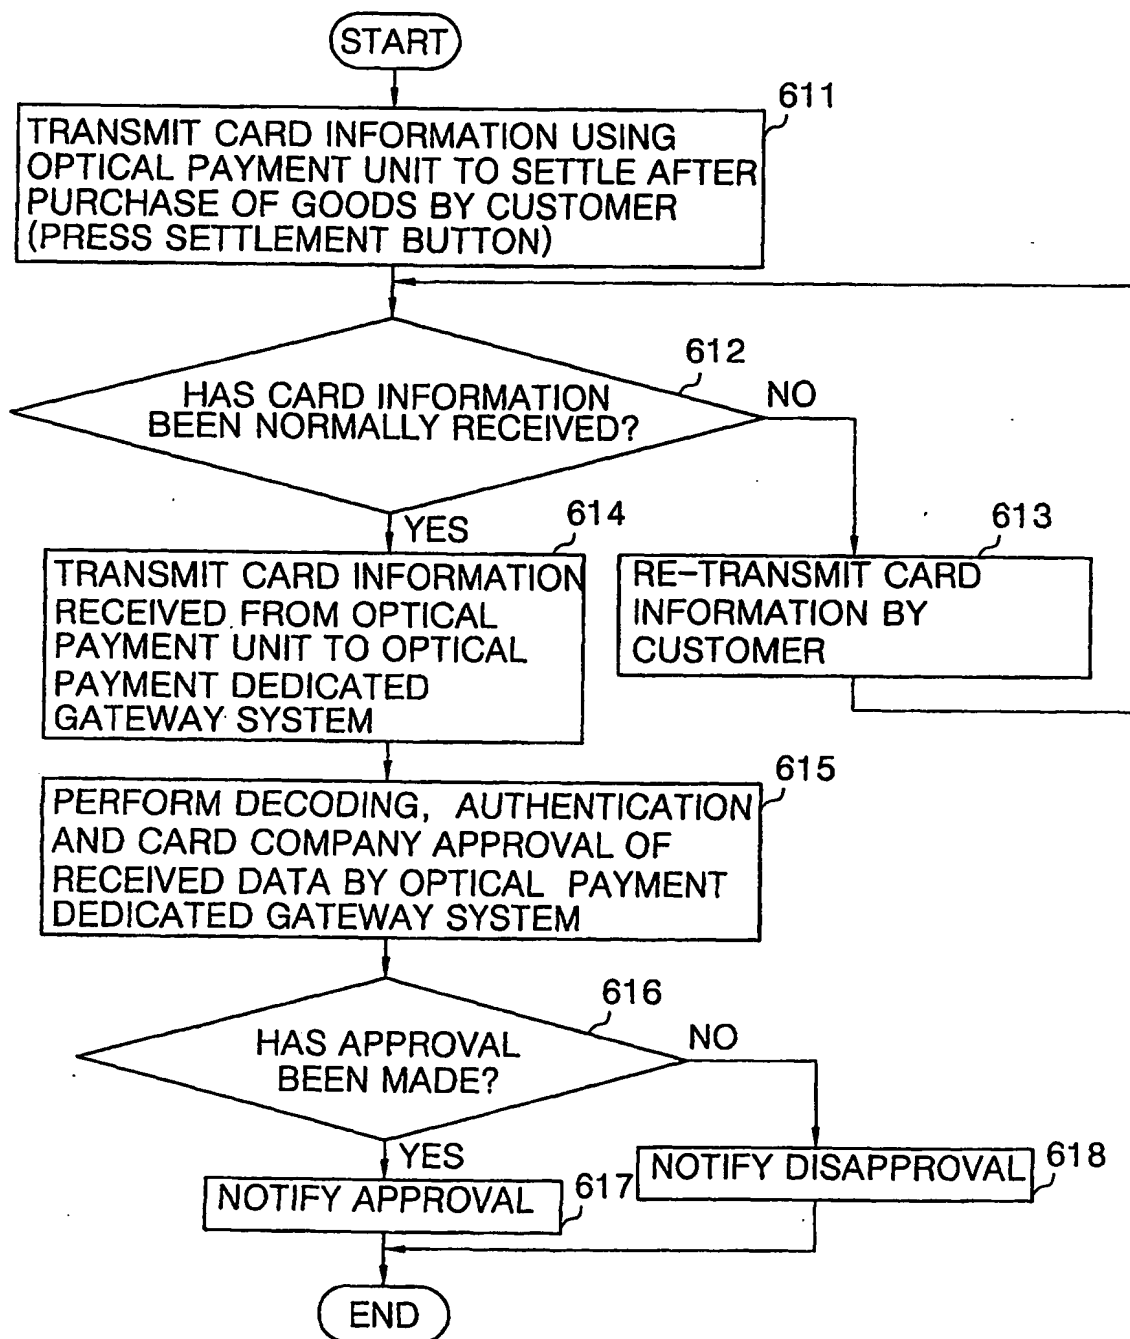 START
611
TRANSMIT CARD INFORMATION USING
OPTICAL PAYMENT UNIT TO SETTLE AFTER
PURCHASE OF GOODS BY CUSTOMER
(PRESS SETTLEMENT BUTTON)
612
HAS CARD INFORMATION
BEEN NORMALLY RECEIVED?
NO
YES
614
TRANSMIT CARD INFORMATION
RECEIVED FROM OPTICAL
PAYMENT UNIT TO OPTICAL
PAYMENT DEDICATED
GATEWAY SYSTEM
613
RE-TRANSMIT CARD
INFORMATION BY
CUSTOMER
615
PERFORM DECODING, AUTHENTICATION
AND CARD COMPANY APPROVAL OF
RECEIVED DATA BY OPTICAL PAYMENT
DEDICATED GATEWAY SYSTEM
616
HAS APPROVAL
BEEN MADE?
NO
YES
NOTIFY APPROVAL
617
NOTIFY DISAPPROVAL
618
END